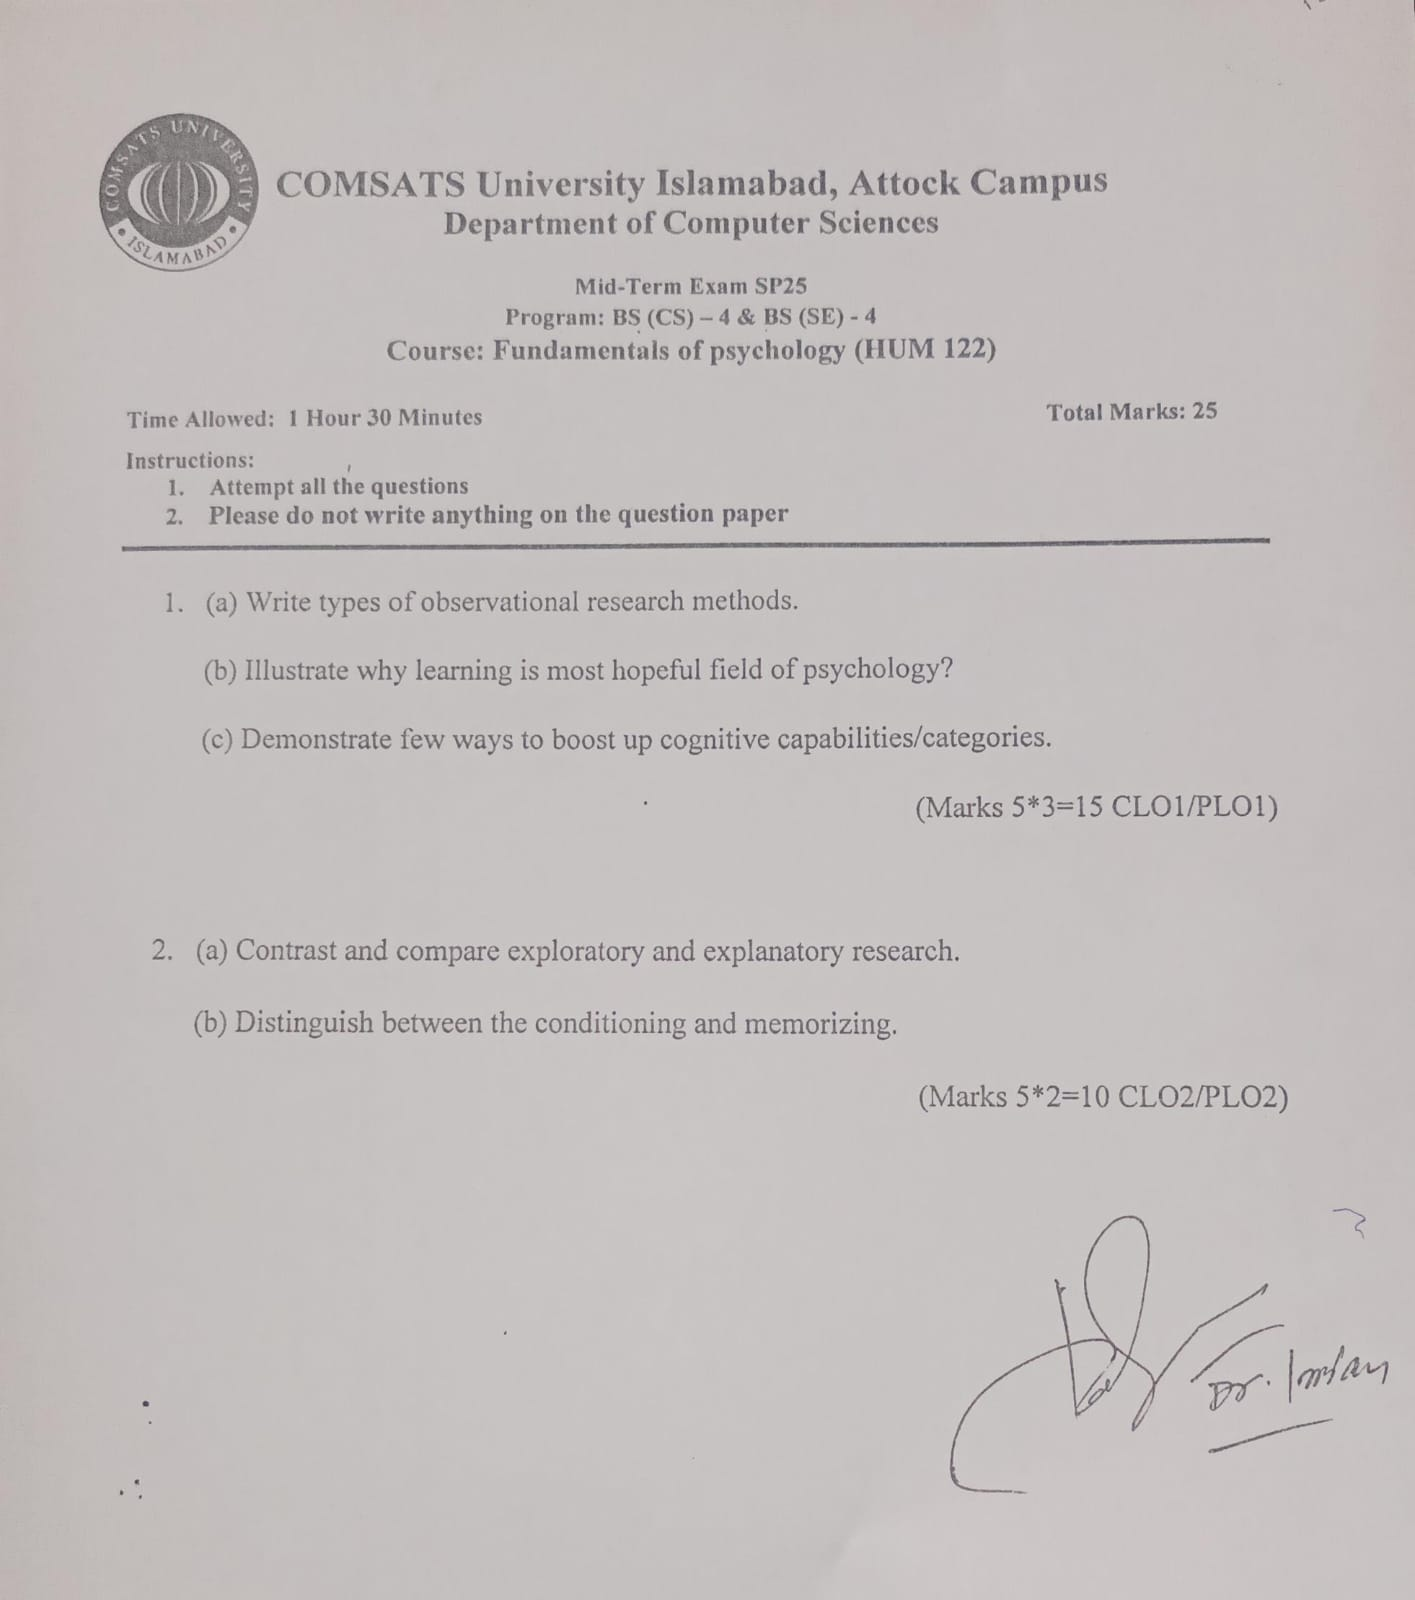 COMSATS UNIVERSITY
ISLAMABAD
COMSATS University Islamabad, Attock Campus
Department of Computer Sciences
Mid-Term Exam SP25
Program: BS (CS) – 4 & BS (SE) - 4
Course: Fundamentals of psychology (HUM 122)
Time Allowed: 1 Hour 30 Minutes Total Marks: 25
Instructions:
1. Attempt all the questions
2. Please do not write anything on the question paper
1. (a) Write types of observational research methods.
(b) Illustrate why learning is most hopeful field of psychology?
(c) Demonstrate few ways to boost up cognitive capabilities/categories.
(Marks 5*3=15 CLO1/PLO1)
2. (a) Contrast and compare exploratory and explanatory research.
(b) Distinguish between the conditioning and memorizing.
(Marks 5*2=10 CLO2/PLO2)
Dr.